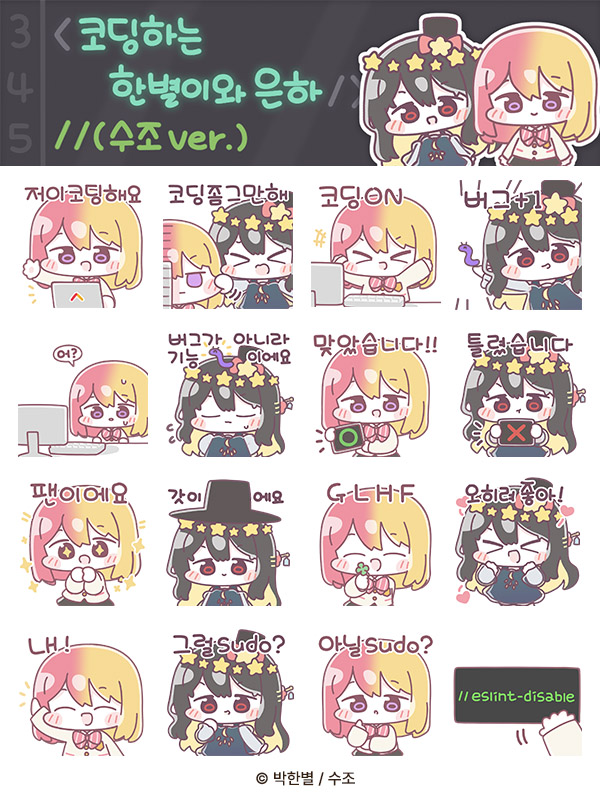 3
<코딩하는
4
한별이와 은하/>
5
//(수조 ver.)
저이코팅해요
코딩좀그만해
코딩ON
버그+1
어?
버그가 아니라
기능 이에요
맞았습니다!!
틀렸습니다
팬이에요
갓이 에요
G L H F
오히려 좋아!
내!
그럴sudo?
아닐sudo?
//eslint-disable
© 박한별 / 수조